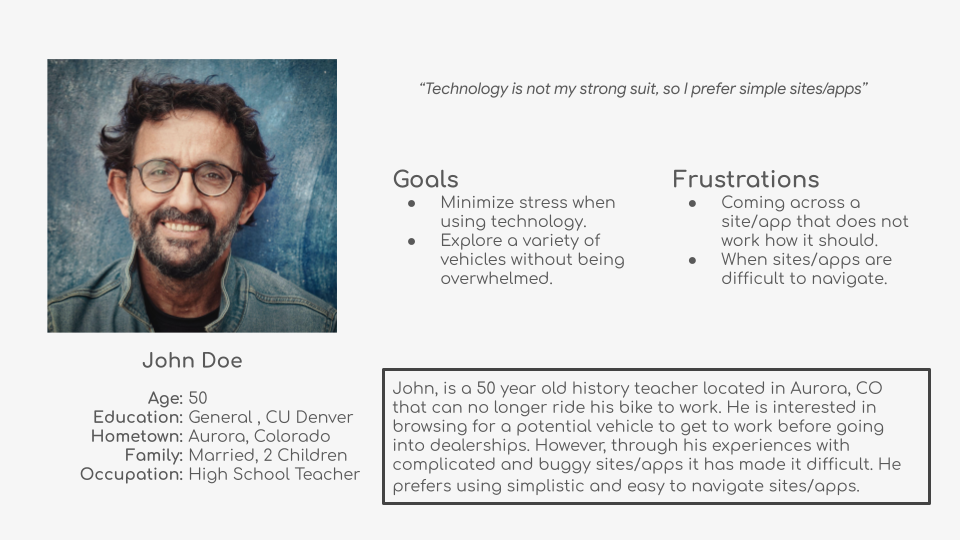 “Technology is not my strong suit, so I prefer simple sites/apps”
Goals
● Minimize stress when
using technology.
● Explore a variety of
vehicles without being
overwhelmed.
Frustrations
● Coming across a
site/app that does not
work how it should.
● When sites/apps are
difficult to navigate.
John Doe
Age: 50
Education: General , CU Denver
Hometown: Aurora, Colorado
Family: Married, 2 Children
Occupation: High School Teacher
John, is a 50 year old history teacher located in Aurora, CO
that can no longer ride his bike to work. He is interested in
browsing for a potential vehicle to get to work before going
into dealerships. However, through his experiences with
complicated and buggy sites/apps it has made it difficult. He
prefers using simplistic and easy to navigate sites/apps.